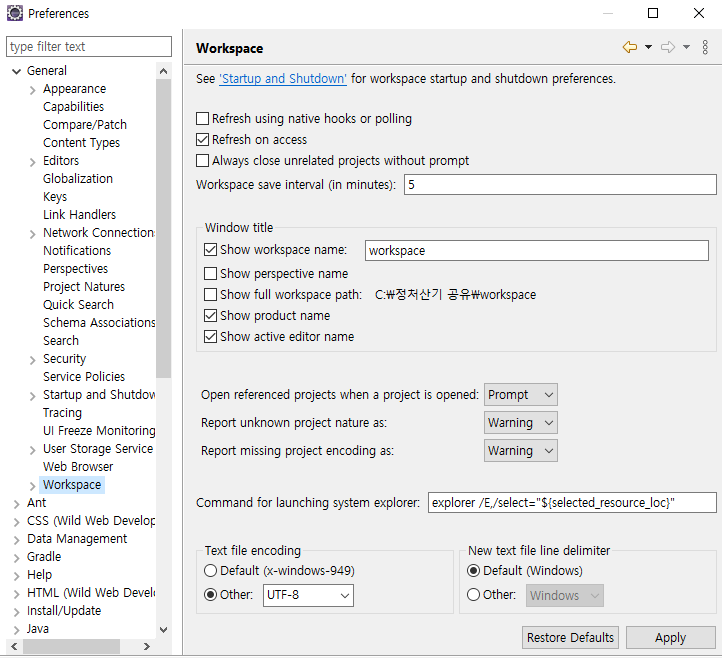 Preferences
type filter text
General
Appearance
Capabilities
Compare/Patch
Content Types
Editors
Globalization
Keys
Link Handlers
Network Connection
Notifications
Perspectives
Project Natures
Quick Search
Schema Associations
Search
Security
Service Policies
Startup and Shutdow
Tracing
UI Freeze Monitoring
User Storage Service
Web Browser
Workspace
Ant
CSS (Wild Web Develop
Data Management
Gradle
Help
HTML (Wild Web Devel
Install/Update
Java
Workspace
See 'Startup and Shutdown' for workspace startup and shutdown preferences.
Refresh using native hooks or polling
Refresh on access
Always close unrelated projects without prompt
Workspace save interval (in minutes): 5
Window title
Show workspace name: workspace
Show perspective name
Show full workspace path: C:₩정처산기 공유₩workspace
Show product name
Show active editor name
Open referenced projects when a project is opened: Prompt
Report unknown project nature as: Warning
Report missing project encoding as: Warning
Command for launching system explorer: explorer /E,/select="${selected_resource_loc}"
Text file encoding
Default (x-windows-949)
Other: UTF-8
New text file line delimiter
Default (Windows)
Other: Windows
Restore Defaults
Apply